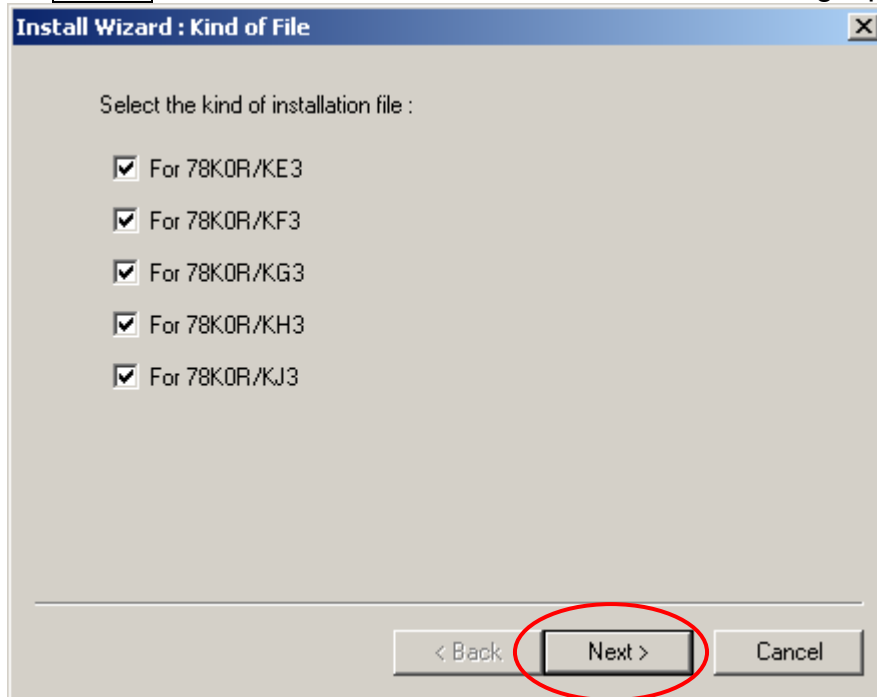 Install Wizard : Kind of File
Select the kind of installation file :
For 78K0R/KE3
For 78K0R/KF3
For 78K0R/KG3
For 78K0R/KH3
For 78K0R/KJ3
< Back
Next >
Cancel